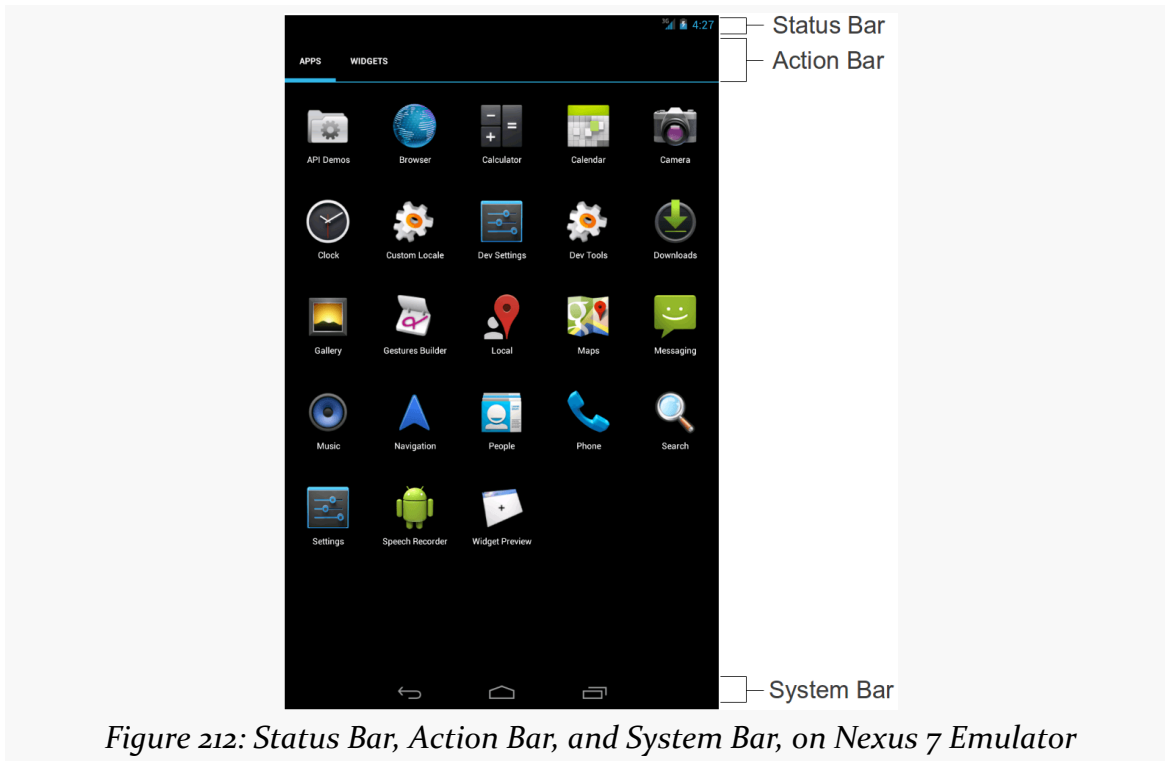 3G 4:27
Status Bar
APPS WIDGETS
Action Bar
API Demos Browser Calculator Calendar Camera
Clock Custom Locale Dev Settings Dev Tools Downloads
Gallery Gestures Builder Local Maps Messaging
Music Navigation People Phone Search
Settings Speech Recorder Widget Preview
System Bar
Figure 212: Status Bar, Action Bar, and System Bar, on Nexus 7 Emulator